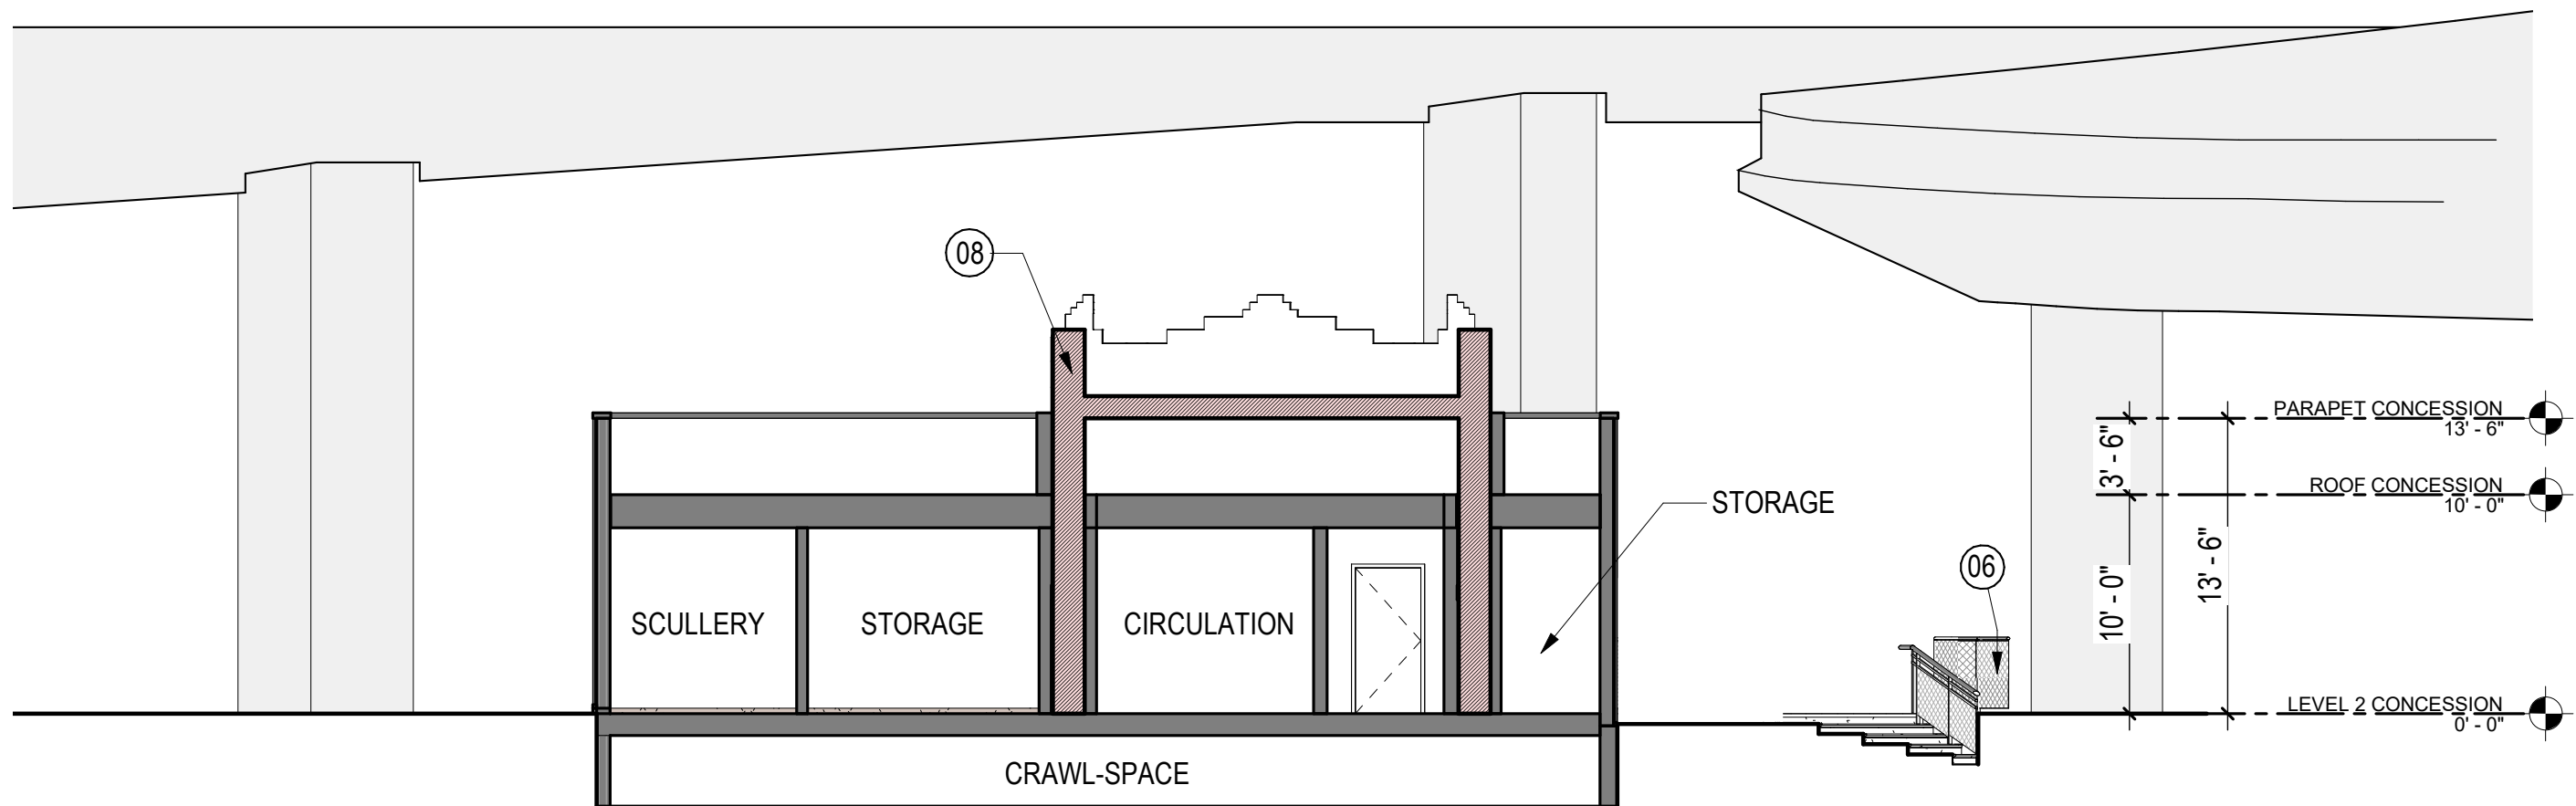 08
PARAPET CONCESSION
13' - 6"
3' - 6"
ROOF CONCESSION
10' - 0"
STORAGE
13' - 6"
06
10' - 0"
SCULLERY
STORAGE
CIRCULATION
LEVEL 2 CONCESSION
0' - 0"
CRAWL-SPACE